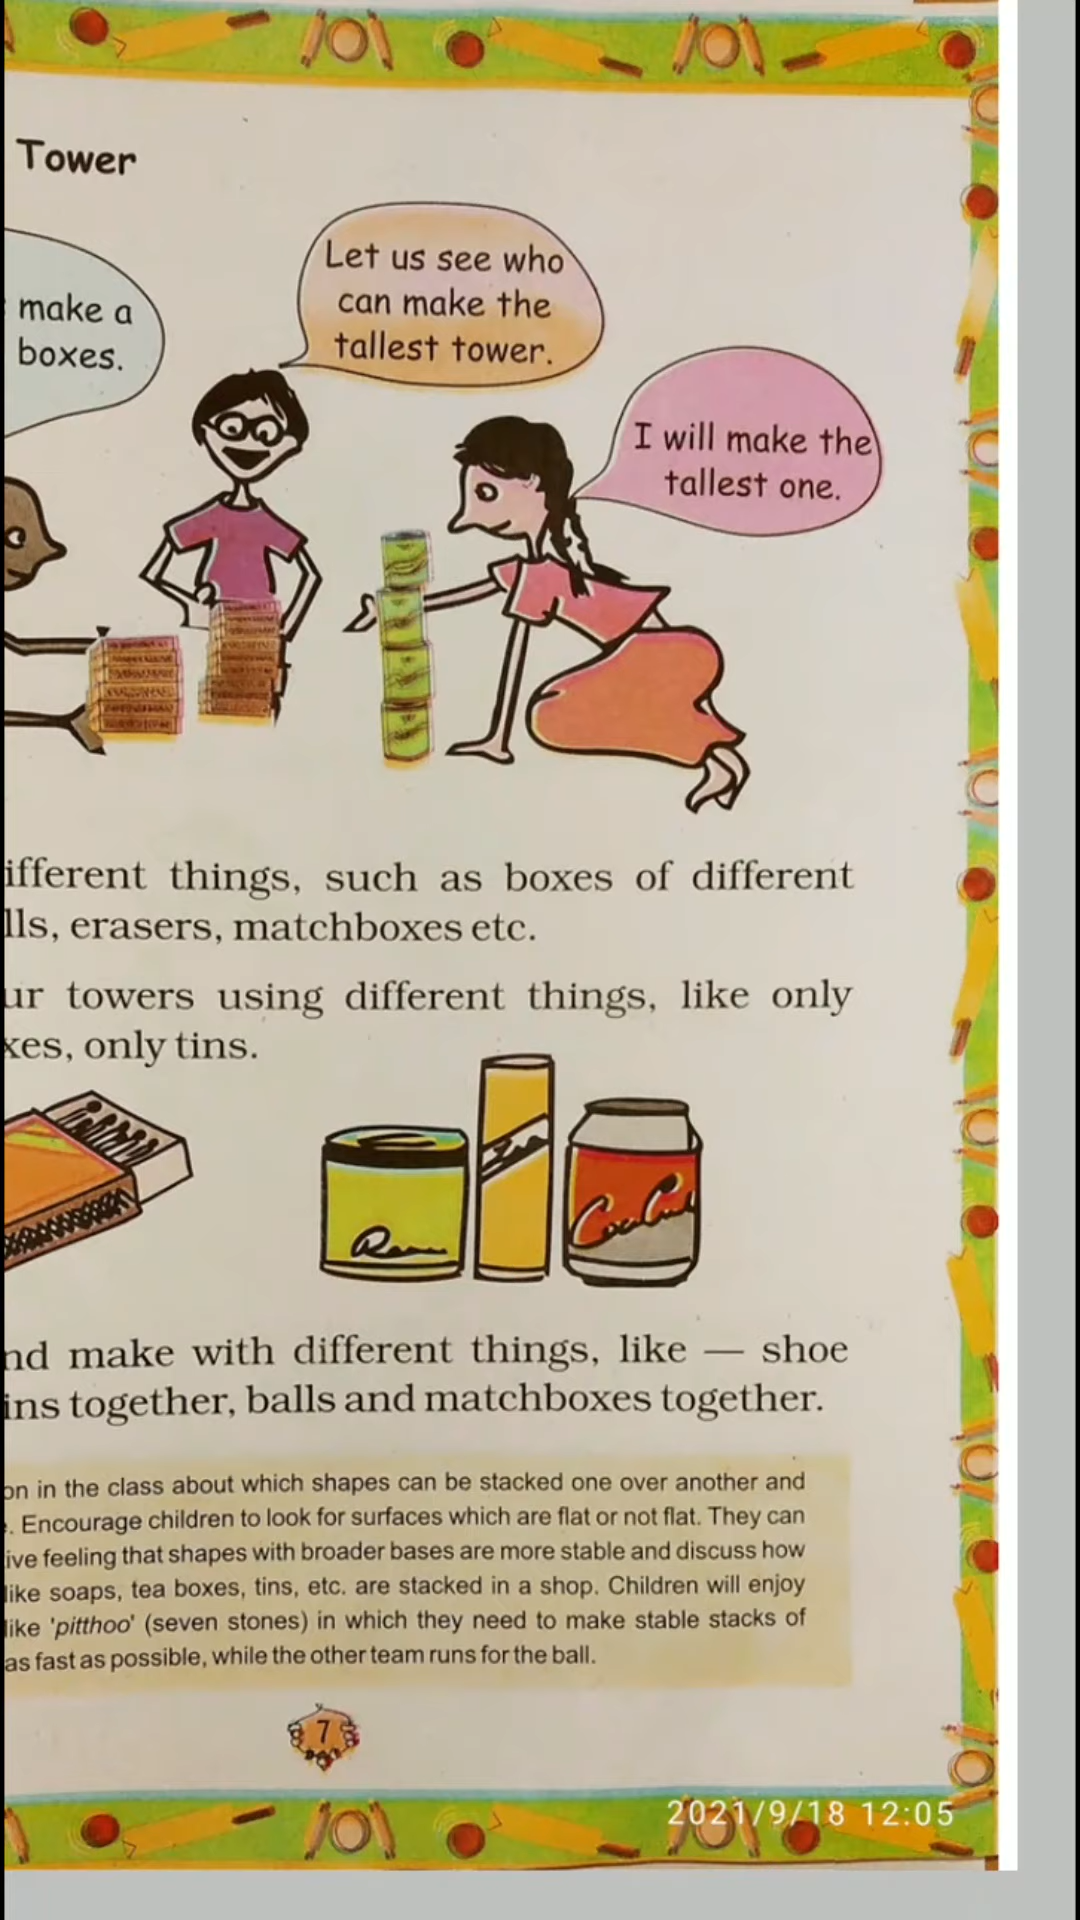 Tower
make a
boxes.
Let us see who
can make the
tallest tower.
I will make the
tallest one.
ifferent things, such as boxes of different
lls, erasers, matchboxes etc.
ur towers using different things, like only
xes, only tins.
nd make with different things, like — shoe
ins together, balls and matchboxes together.
on in the class about which shapes can be stacked one over another and
. Encourage children to look for surfaces which are flat or not flat. They can
ive feeling that shapes with broader bases are more stable and discuss how
like soaps, tea boxes, tins, etc. are stacked in a shop. Children will enjoy
like 'pitthoo' (seven stones) in which they need to make stable stacks of
as fast as possible, while the other team runs for the ball.
7
2021/9/18 12:05